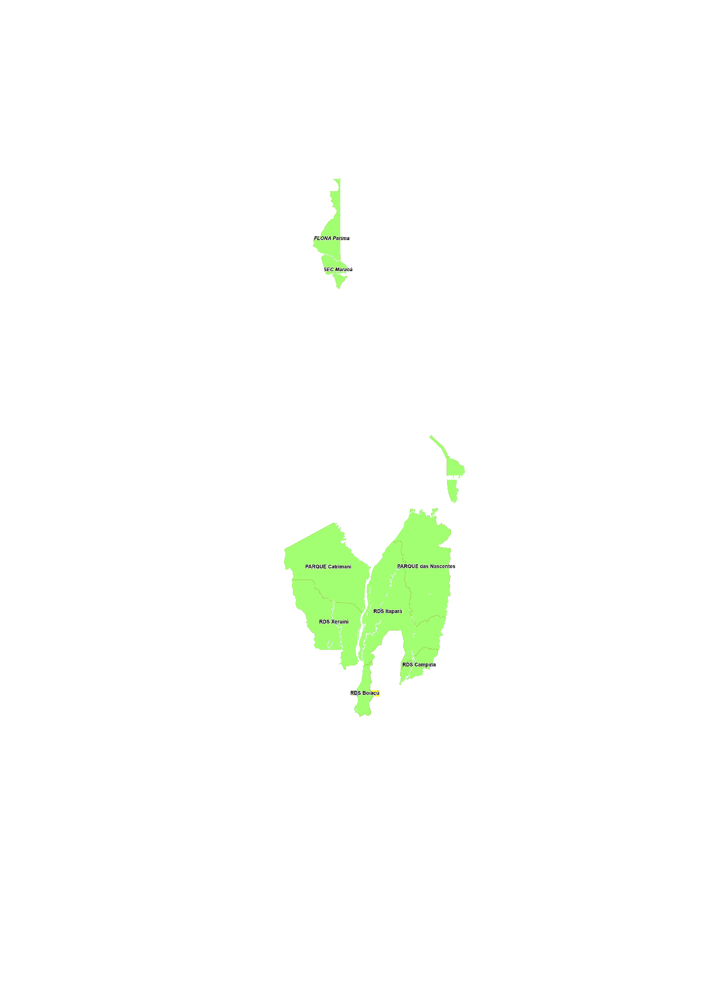 FLONA Parima
SEC Maracá
PARQUE Catrimani
PARQUE das Nascentes
RDS Itapará
RDS Xeruini
RDS Campina
RDS Boiaçú